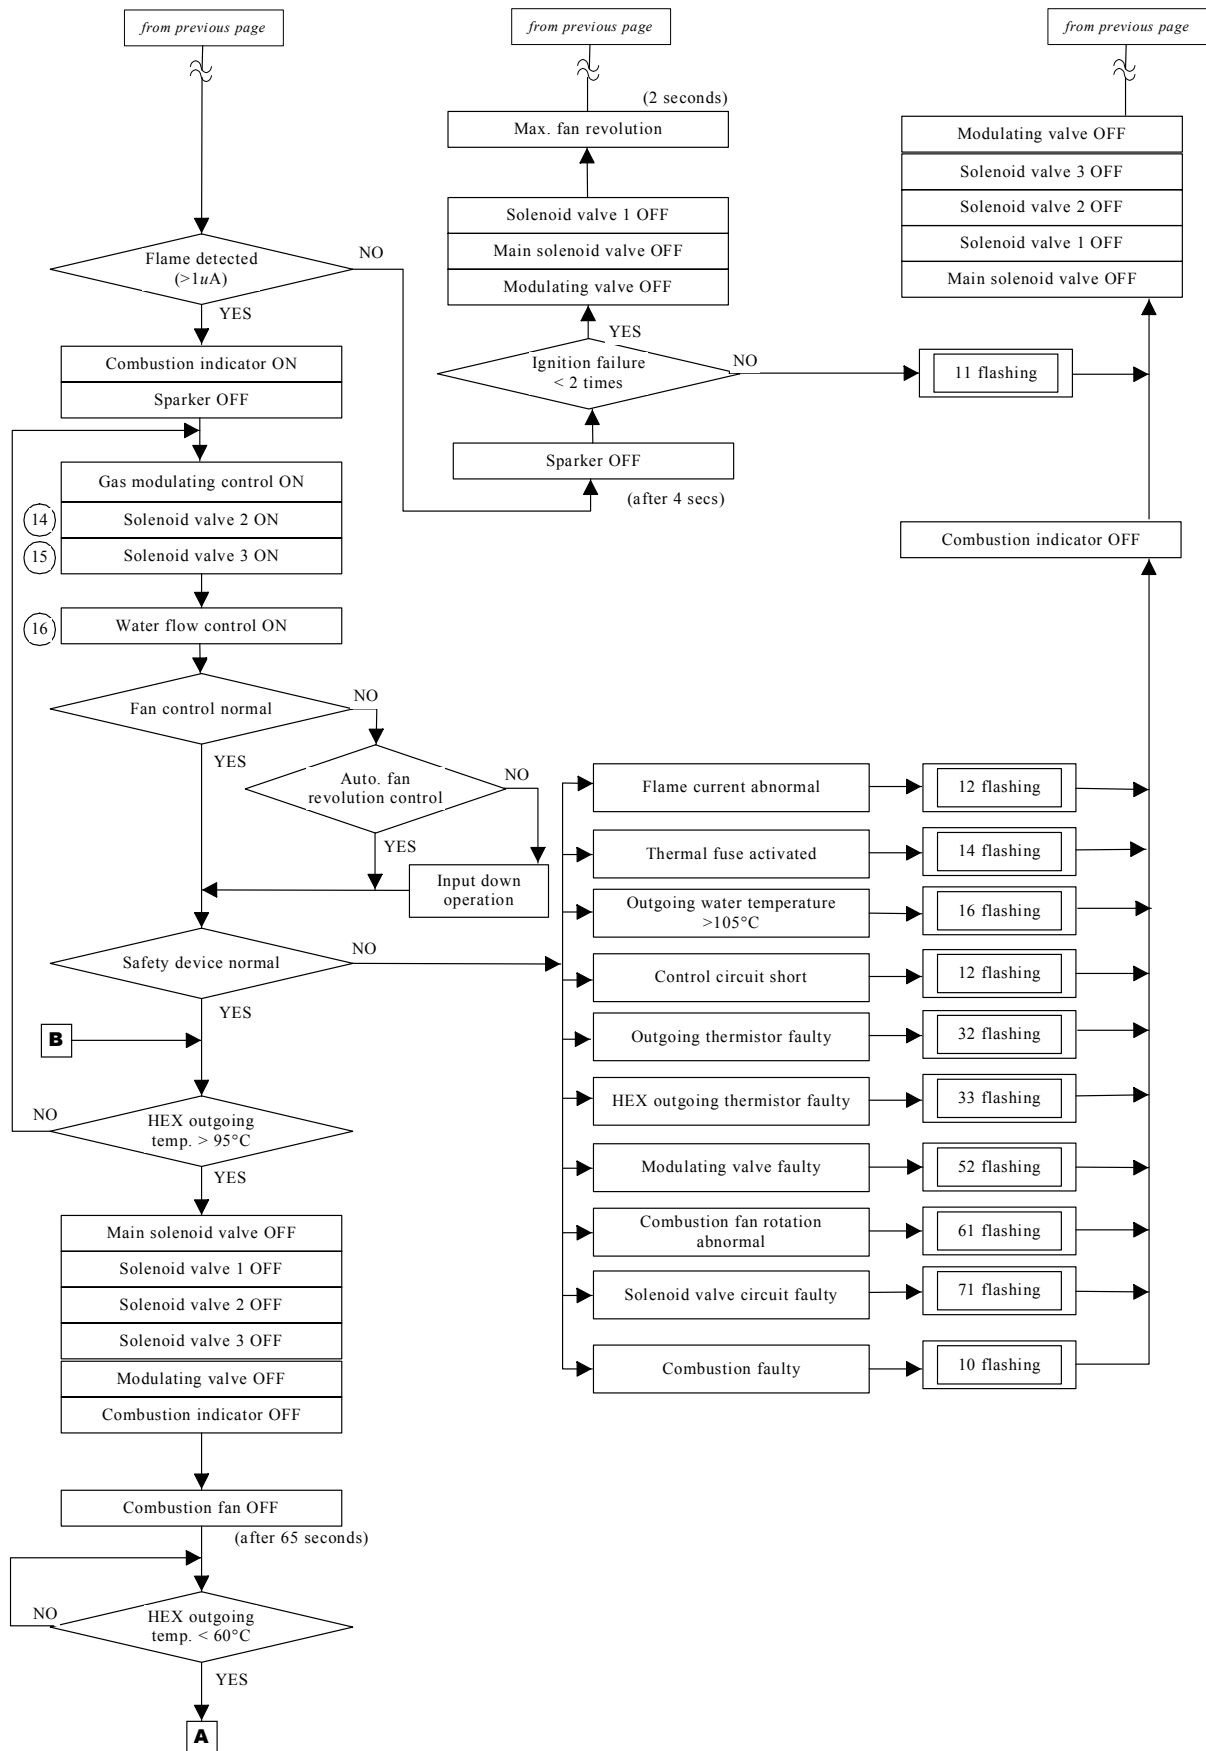 from previous page
from previous page
from previous page
(2 seconds)
Max. fan revolution
Modulating valve OFF
Solenoid valve 3 OFF
Solenoid valve 2 OFF
Solenoid valve 1 OFF
Main solenoid valve OFF
Solenoid valve 1 OFF
Main solenoid valve OFF
Modulating valve OFF
Flame detected
(>1uA)
NO
YES
YES
Combustion indicator ON
Sparker OFF
Ignition failure
< 2 times
NO
11 flashing
Sparker OFF
(after 4 secs)
Gas modulating control ON
14
Solenoid valve 2 ON
15
Solenoid valve 3 ON
Combustion indicator OFF
16
Water flow control ON
Fan control normal
NO
YES
Auto. fan
revolution control
NO
YES
Input down
operation
Safety device normal
NO
YES
Flame current abnormal
12 flashing
Thermal fuse activated
14 flashing
Outgoing water temperature
>105°C
16 flashing
Control circuit short
12 flashing
Outgoing thermistor faulty
32 flashing
HEX outgoing thermistor faulty
33 flashing
Modulating valve faulty
52 flashing
Combustion fan rotation
abnormal
61 flashing
Solenoid valve circuit faulty
71 flashing
Combustion faulty
10 flashing
B
NO
HEX outgoing
temp. > 95°C
YES
Main solenoid valve OFF
Solenoid valve 1 OFF
Solenoid valve 2 OFF
Solenoid valve 3 OFF
Modulating valve OFF
Combustion indicator OFF
Combustion fan OFF
(after 65 seconds)
NO
HEX outgoing
temp. < 60°C
YES
A